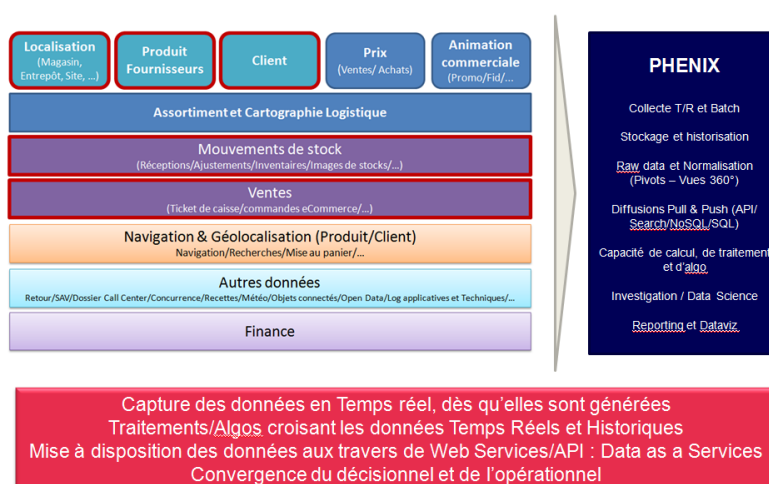 Localisation
(Magasin,
Entrepôt, Site, ...)
Produit
Fournisseurs
Client
Prix
(Ventes/ Achats)
Animation
commerciale
(Promo/Fid/...
Assortiment et Cartographie Logistique
Mouvements de stock
(Réceptions/Ajustements/Inventaires/Images de stocks/...)
Ventes
(Ticket de caisse/commandes eCommerce/...)
Navigation & Géolocalisation (Produit/Client)
Navigation/Recherches/Mise au panier/...
Autres données
Retour/SAV/Dossier Call Center/Concurrence/Recettes/Météo/Objets connectés/Open Data/Log applicatives et Techniques/...
Finance
PHENIX
Collecte T/R et Batch
Stockage et historisation
Raw data et Normalisation
(Pivots – Vues 360°)
Diffusions Pull & Push (API/
Search/NoSQL/SQL)
Capacité de calcul, de traitement
et d'algo
Investigation / Data Science
Reporting et Dataviz
Capture des données en Temps réel, dès qu'elles sont générées
Traitements/Algos croisant les données Temps Réels et Historiques
Mise à disposition des données aux travers de Web Services/API : Data as a Services
Convergence du décisionnel et de l'opérationnel